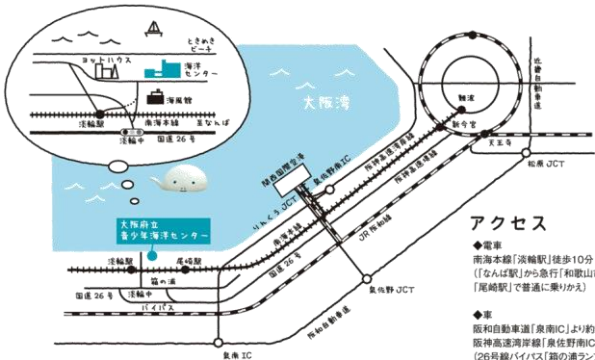 ときめき
ビーチ
ヨットハウス
海洋
センター
海風館
淡輪駅
南海本線
至なんば
淡輪中
国道26号
大阪湾
難波
新今宮
天王寺
近畿自動車道
松原JCT
関西国際空港
りんくうJCT
泉佐野南IC
阪神高速湾岸線
阪神高速堺線
南海本線
JR阪和線
国道26号
大阪府立
青少年海洋センター
淡輪駅
尾崎駅
箱の浦
国道26号
淡輪中
バイパス
泉佐野JCT
阪和自動車道
泉南IC
アクセス
◆電車
南海本線「淡輪駅」徒歩10分
(「なんば駅」から急行「和歌山
「尾崎駅」で普通に乗りかえ)
◆車
阪和自動車道「泉南IC」より約
阪神高速湾岸線「泉佐野南IC
(26号線バイパス「箱の浦ラン